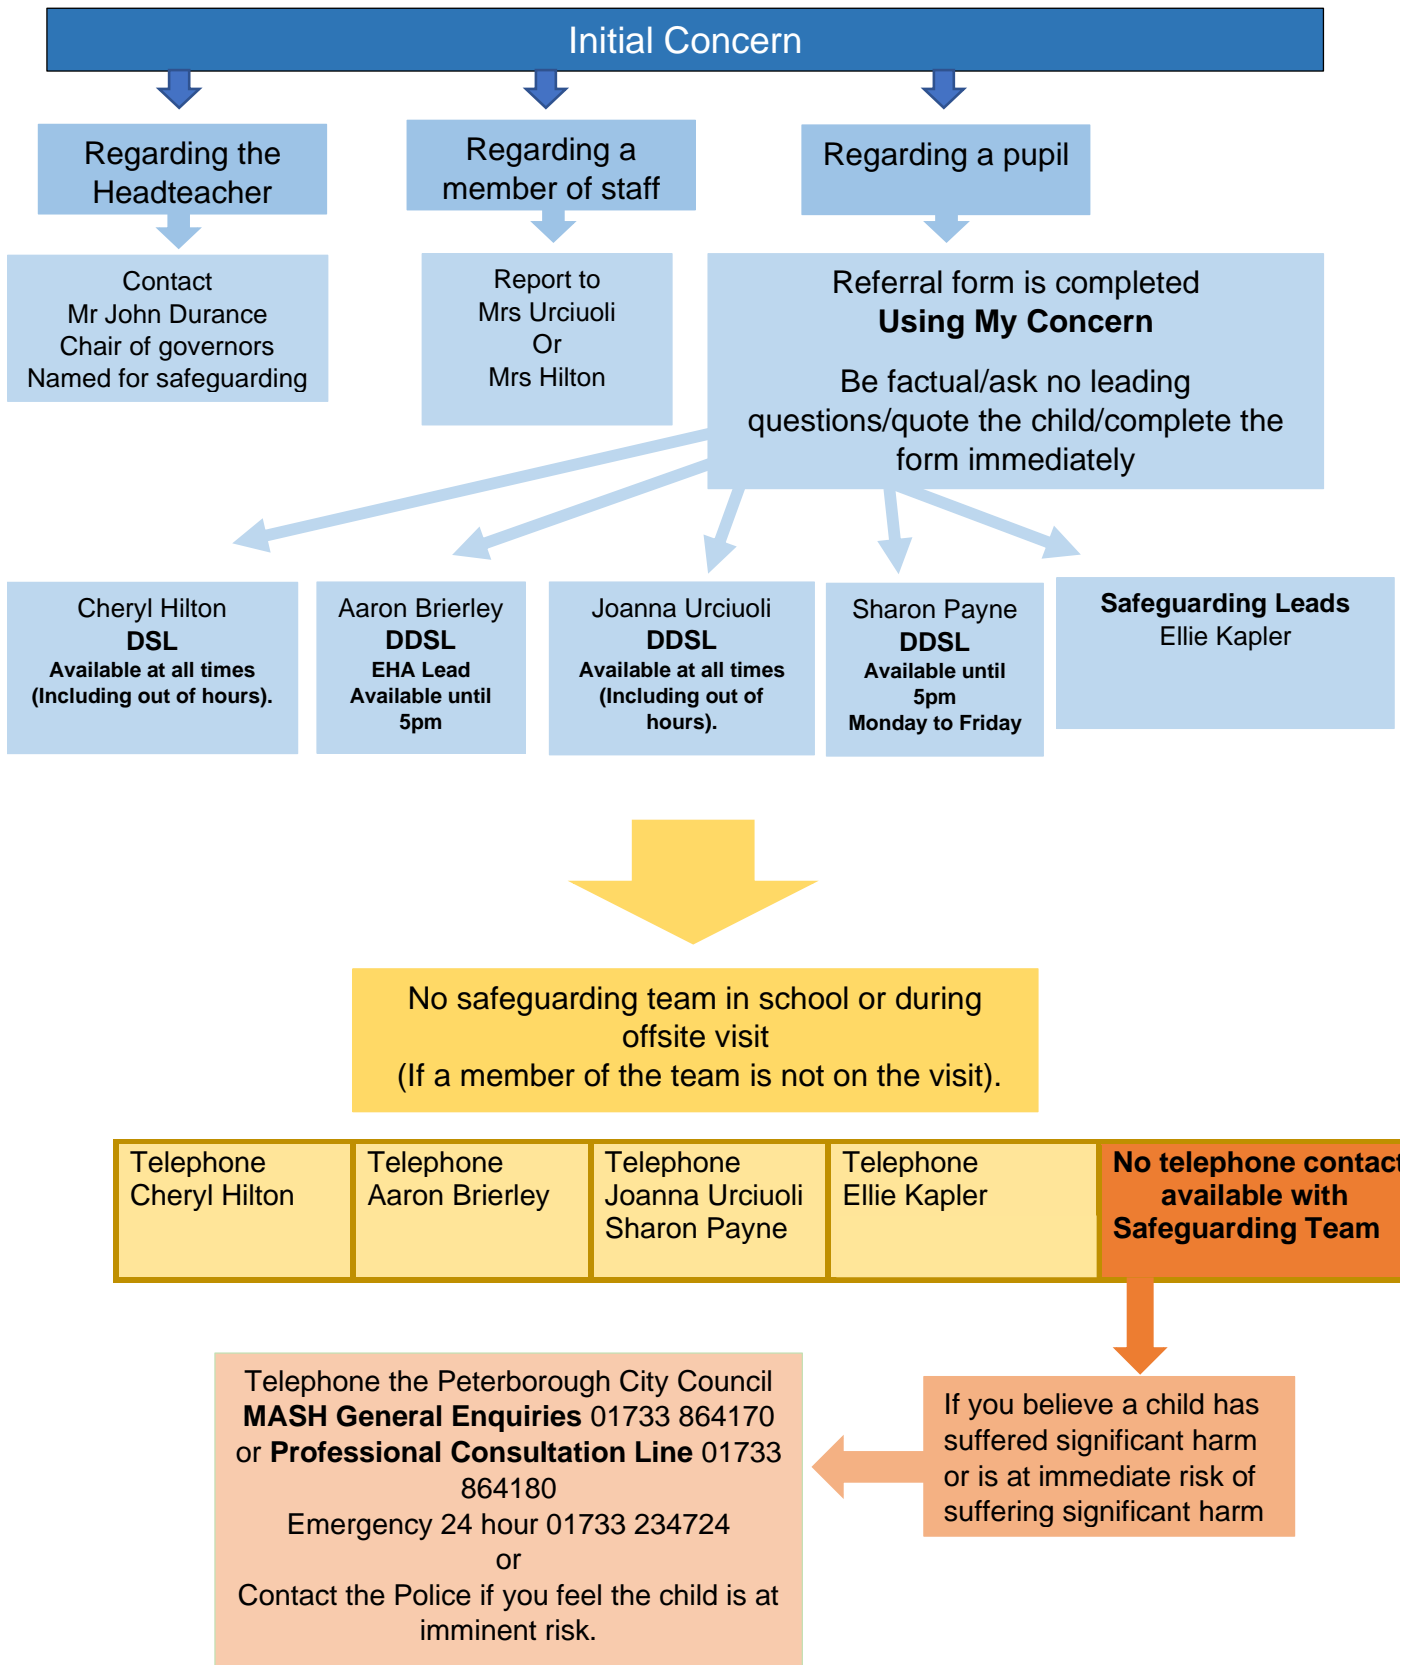 Initial Concern
Regarding the
Headteacher
Regarding a
member of staff
Regarding a pupil
Contact
Mr John Durance
Chair of governors
Named for safeguarding
Report to
Mrs Urciuoli
Or
Mrs Hilton
Referral form is completed
Using My Concern
Be factual/ask no leading
questions/quote the child/complete the
form immediately
Cheryl Hilton
DSL
Available at all times
(Including out of hours).
Aaron Brierley
DDSL
EHA Lead
Available until
5pm
Joanna Urciuoli
DDSL
Available at all times
(Including out of
hours).
Sharon Payne
DDSL
Available until
5pm
Monday to Friday
Safeguarding Leads
Ellie Kapler
No safeguarding team in school or during
offsite visit
(If a member of the team is not on the visit).
Telephone
Cheryl Hilton
Telephone
Aaron Brierley
Telephone
Joanna Urciuoli
Sharon Payne
Telephone
Ellie Kapler
No telephone contact
available with
Safeguarding Team
If you believe a child has
suffered significant harm
or is at immediate risk of
suffering significant harm
Telephone the Peterborough City Council
MASH General Enquiries 01733 864170
or Professional Consultation Line 01733
864180
Emergency 24 hour 01733 234724
or
Contact the Police if you feel the child is at
imminent risk.